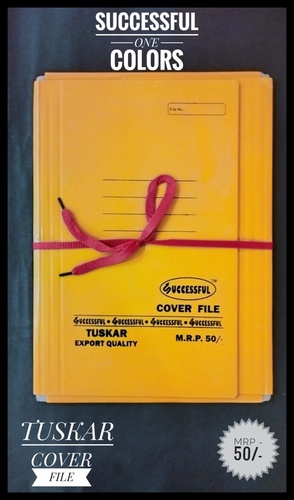 SUCCESSFUL
ONE
COLORS
File No.
SUCCESSFUL™
COVER FILE
SUCCESSFUL • SUCCESSFUL • SUCCESSFUL • SUCCESSFUL
TUSKAR
EXPORT QUALITY
M.R.P. 50/-
TUSKAR
COVER
FILE
MRP -
50/-